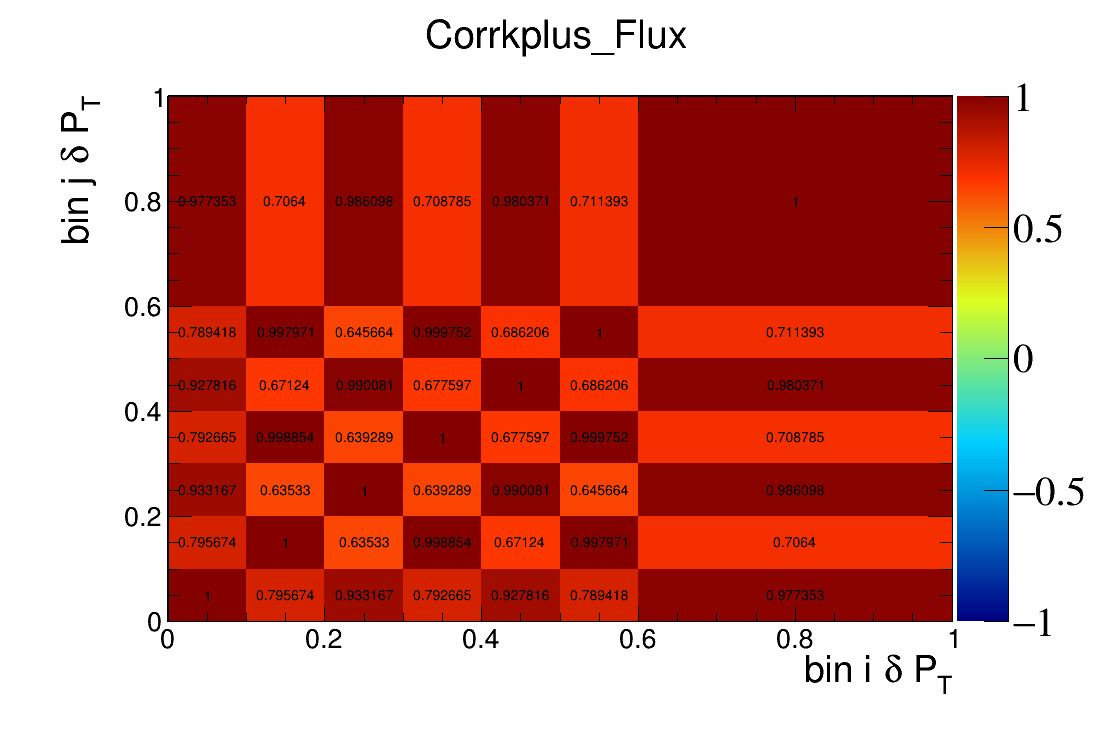 Corrkplus_Flux
bin j δ P_T
1
0.8
0.6
0.4
0.2
0
0.977353 0.7064 0.986098 0.708785 0.980371 0.711393 1
0.789418 0.997971 0.645664 0.999752 0.686206 1 0.711393
0.927816 0.67124 0.990081 0.677597 1 0.686206 0.980371
0.792665 0.998854 0.639289 1 0.677597 0.999752 0.708785
0.933167 0.63533 1 0.639289 0.990081 0.645664 0.986098
0.795674 1 0.63533 0.998854 0.67124 0.997971 0.7064
1 0.795674 0.933167 0.792665 0.927816 0.789418 0.977353
0 0.2 0.4 0.6 0.8 1
bin i δ P_T
1
0.5
0
−0.5
−1